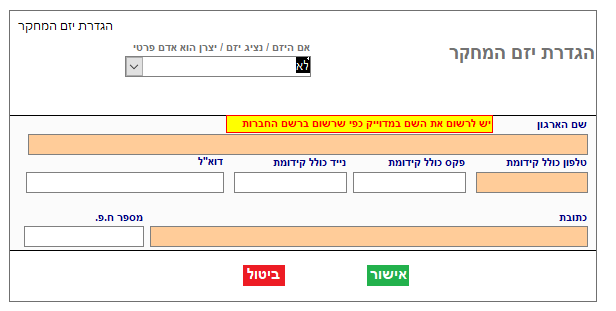 הגדרת יזם המחקר
הגדרת יזם המחקר
אם היזם / נציג יזם / יצרן הוא אדם פרטי
לא
שם הארגון
יש לרשום את השם במדוייק כפי שרשום ברשם החברות
טלפון כולל קידומת
פקס כולל קידומת
נייד כולל קידומת
דוא"ל
כתובת
מספר ח.פ.
אישור
ביטול